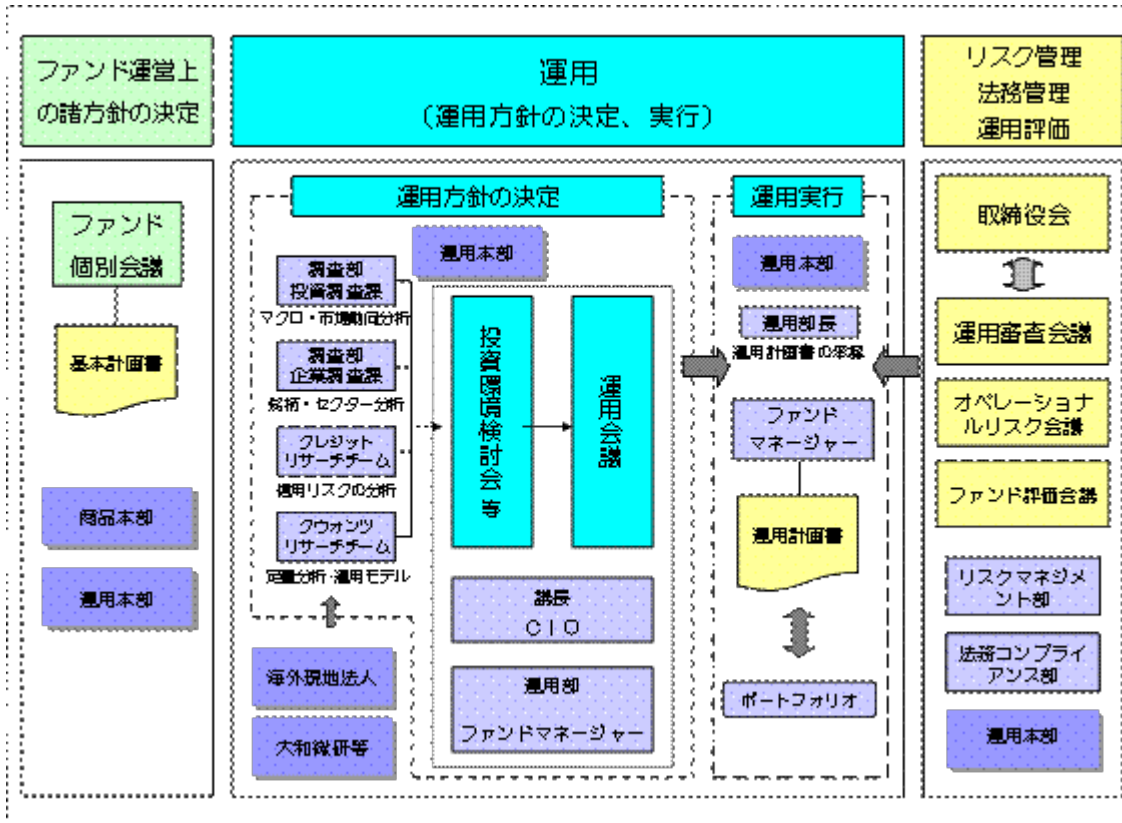 ファンド運営上
の諸方針の決定
ファンド
個別会議
基本計画書
商品本部
運用本部
運用
(運用方針の決定、実行)
運用方針の決定
運用本部
調査部
投資調査課
マクロ・市場動向分析
調査部
企業調査課
銘柄・セクター分析
クレジット
リサーチチーム
信用リスクの分析
クウォンツ
リサーチチーム
定量分析・運用モデル
海外現地法人
大和総研等
投資環境検討会 等
運用会議
議長
CIO
運用部
ファンドマネージャー
運用実行
運用本部
運用部長
運用計画書の承認
ファンド
マネージャー
運用計画書
ポートフォリオ
リスク管理
法務管理
運用評価
取締役会
運用審査会議
オペレーショナ
ルリスク会議
ファンド評価会議
リスクマネジメ
ント部
法務コンプライ
アンス部
運用本部